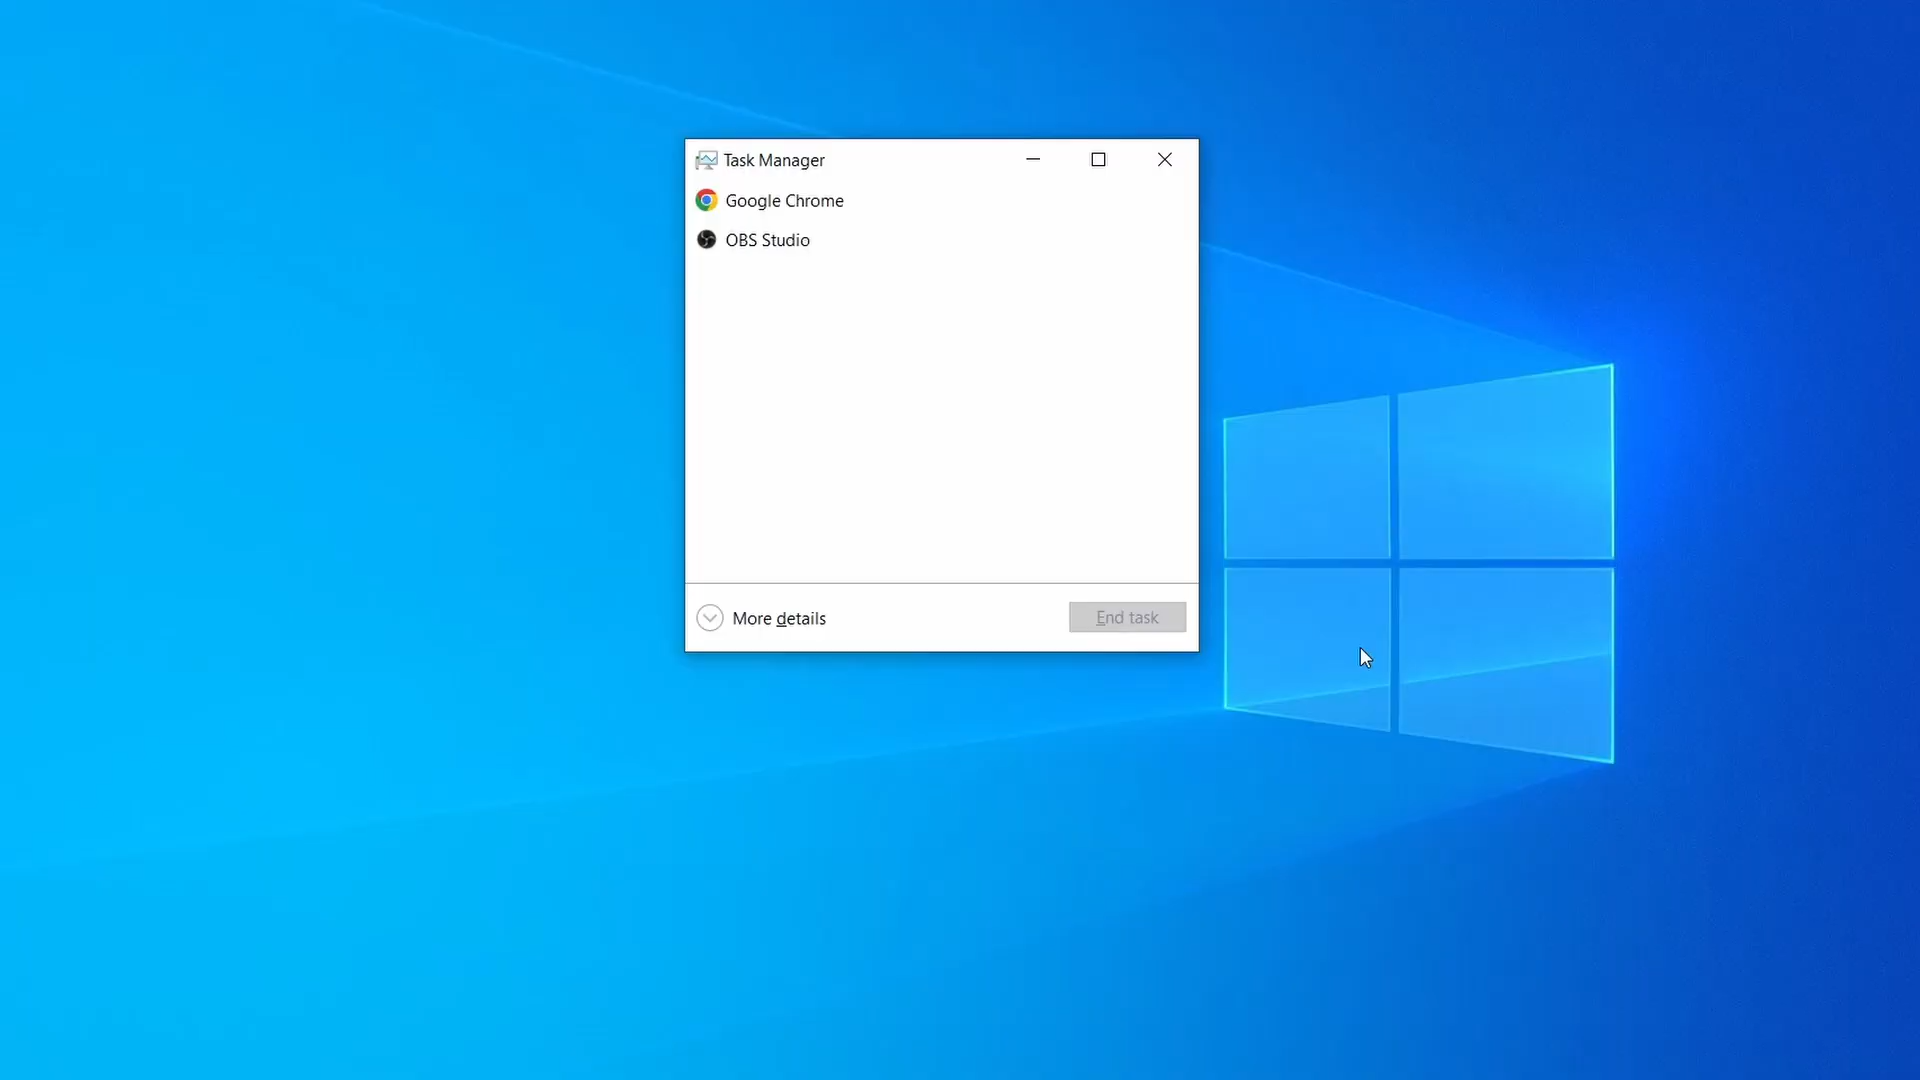 Task Manager
Google Chrome
OBS Studio
More details
End task